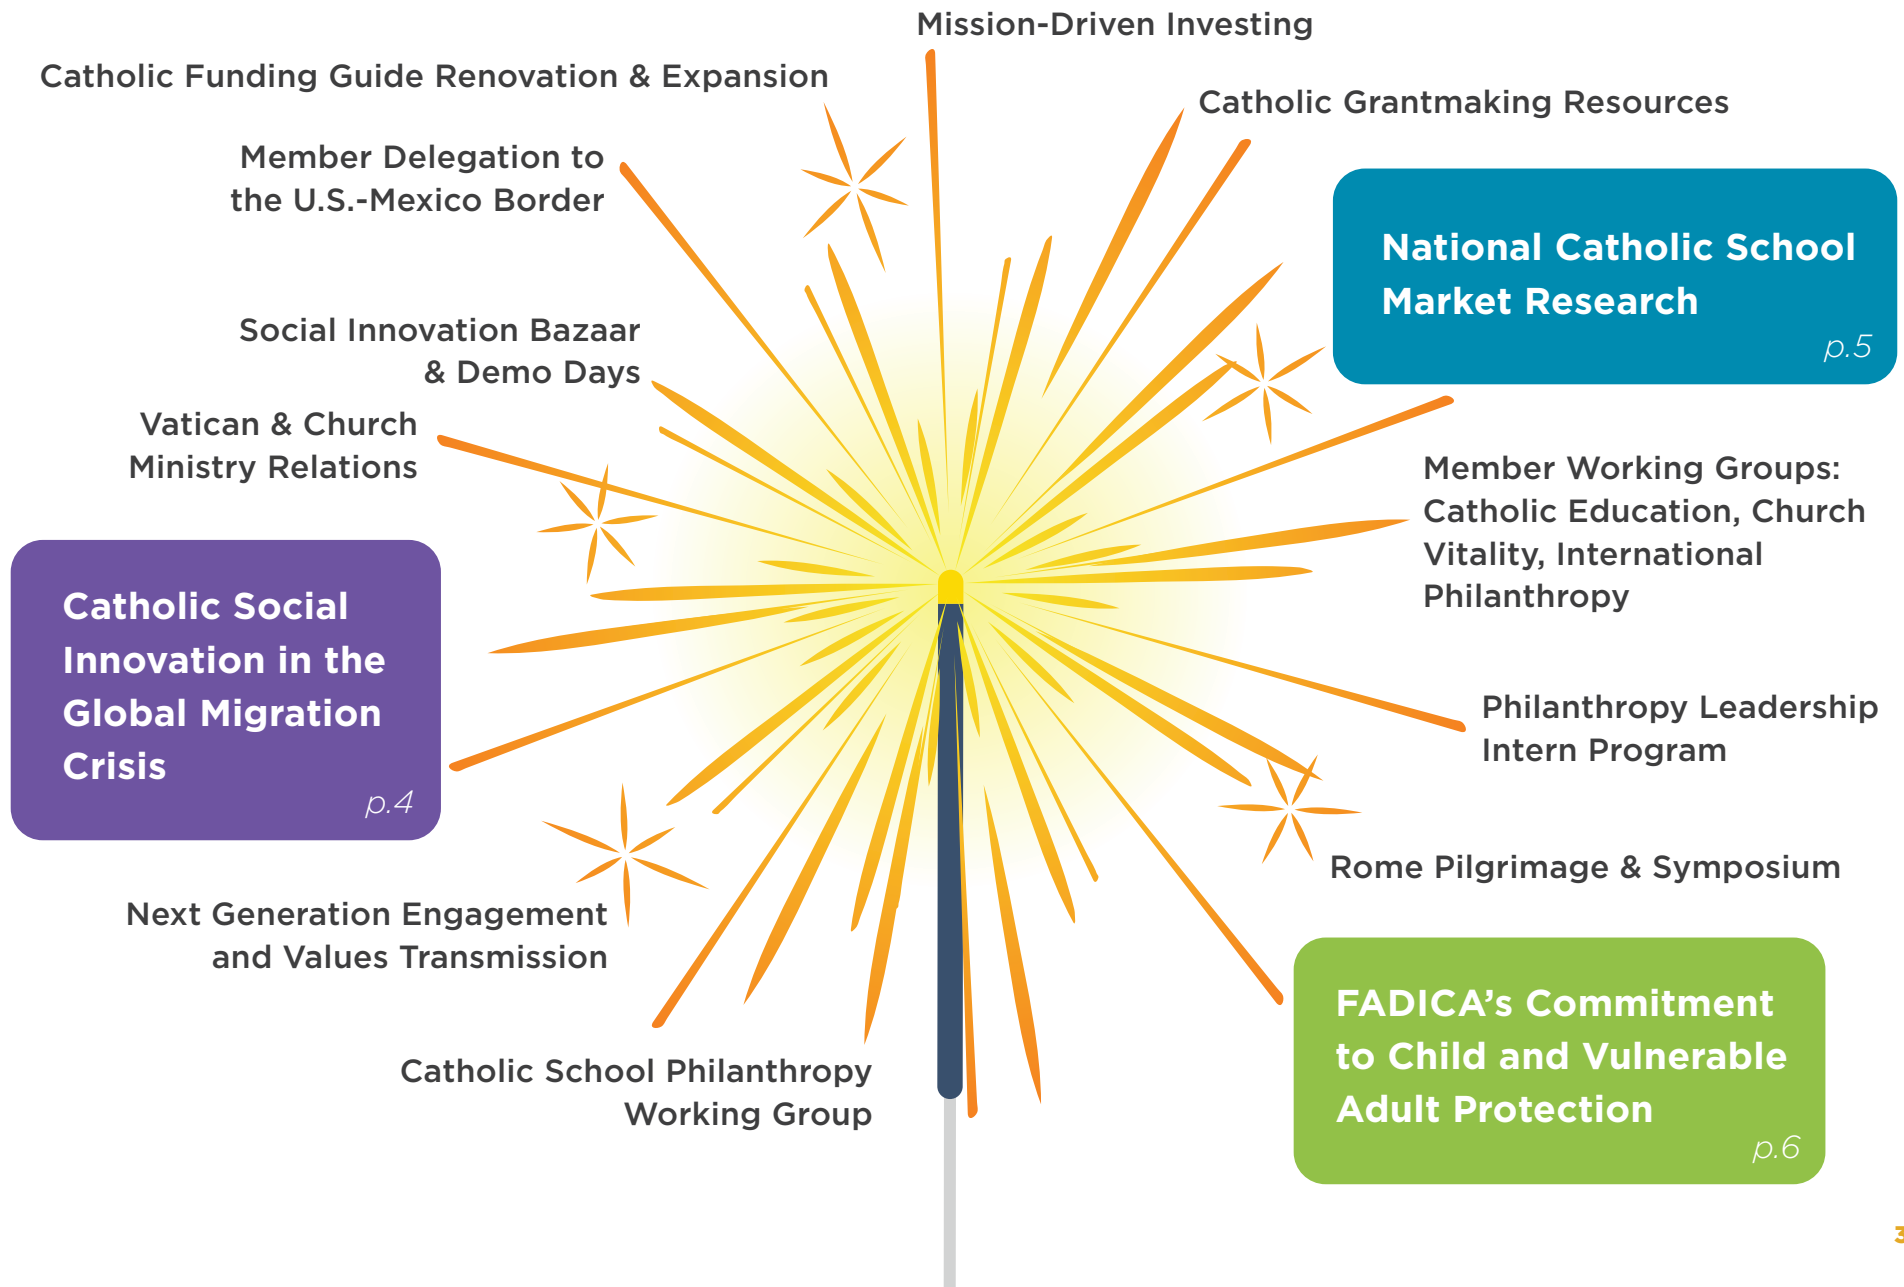 Mission-Driven Investing
Catholic Funding Guide Renovation & Expansion
Catholic Grantmaking Resources
Member Delegation to
the U.S.-Mexico Border
National Catholic School
Market Research
p.5
Social Innovation Bazaar
& Demo Days
Vatican & Church
Ministry Relations
Member Working Groups:
Catholic Education, Church
Vitality, International
Philanthropy
Catholic Social
Innovation in the
Global Migration
Crisis
p.4
Philanthropy Leadership
Intern Program
Rome Pilgrimage & Symposium
Next Generation Engagement
and Values Transmission
FADICA's Commitment
to Child and Vulnerable
Adult Protection
p.6
Catholic School Philanthropy
Working Group
3